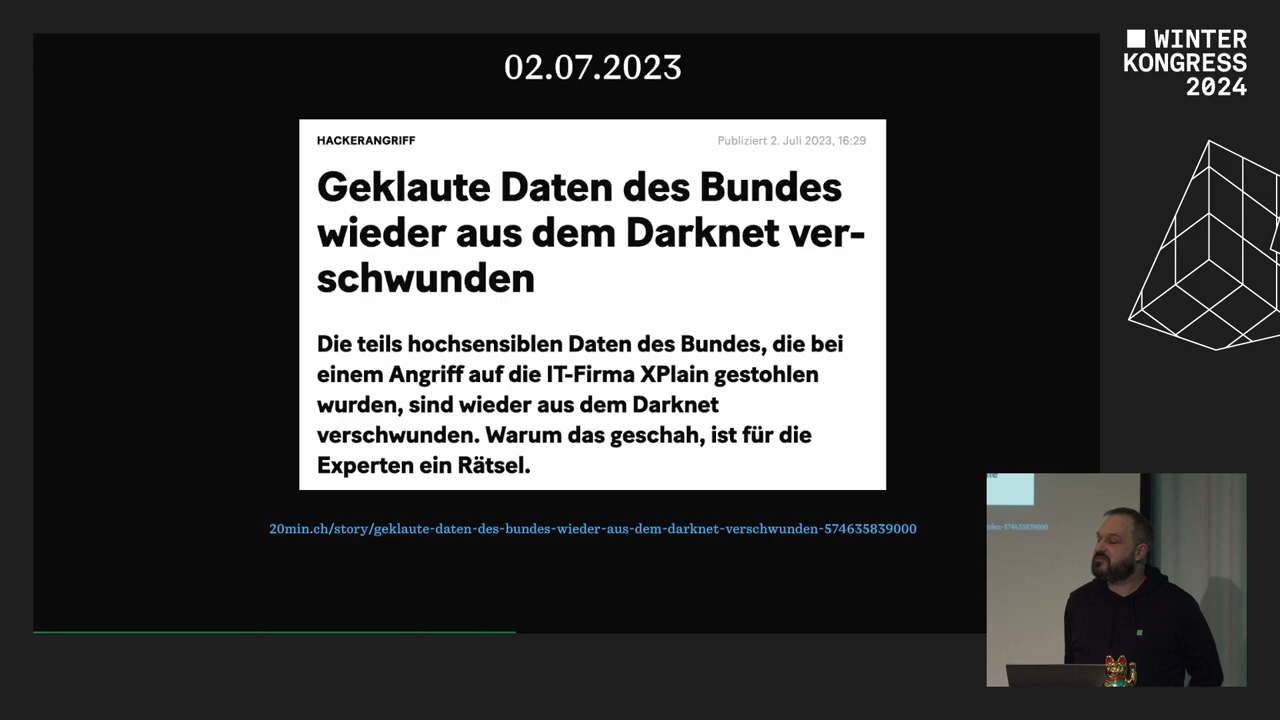 02.07.2023
HACKERANGRIFF
Publiziert 2. Juli 2023, 16:29
Geklaute Daten des Bundes
wieder aus dem Darknet ver-
schwunden
Die teils hochsensiblen Daten des Bundes, die bei
einem Angriff auf die IT-Firma XPlain gestohlen
wurden, sind wieder aus dem Darknet
verschwunden. Warum das geschah, ist für die
Experten ein Rätsel.
20min.ch/story/geklaute-daten-des-bundes-wieder-aus-dem-darknet-verschwunden-574635839000
WINTER
KONGRESS
2024